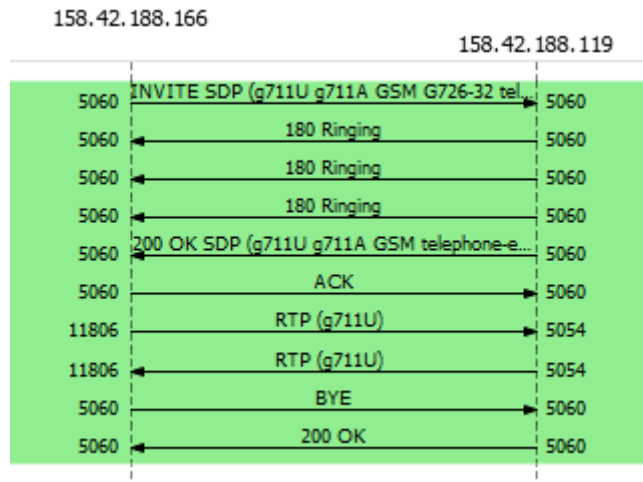 158.42.188.166
158.42.188.119
5060 INVITE SDP (g711U g711A GSM G726-32 tel... 5060
5060 180 Ringing 5060
5060 180 Ringing 5060
5060 180 Ringing 5060
5060 200 OK SDP (g711U g711A GSM telephone-e... 5060
5060 ACK 5060
11806 RTP (g711U) 5054
11806 RTP (g711U) 5054
5060 BYE 5060
5060 200 OK 5060